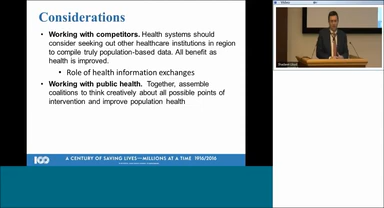 Considerations
• Working with competitors. Health systems should
consider seeking out other healthcare institutions in region
to compile truly population-based data. All benefit as
health is improved.
• Role of health information exchanges
• Working with public health. Together, assemble
coalitions to think creatively about all possible points of
intervention and improve population health
A CENTURY OF SAVING LIVES—MILLIONS AT A TIME 1916/2016
Video